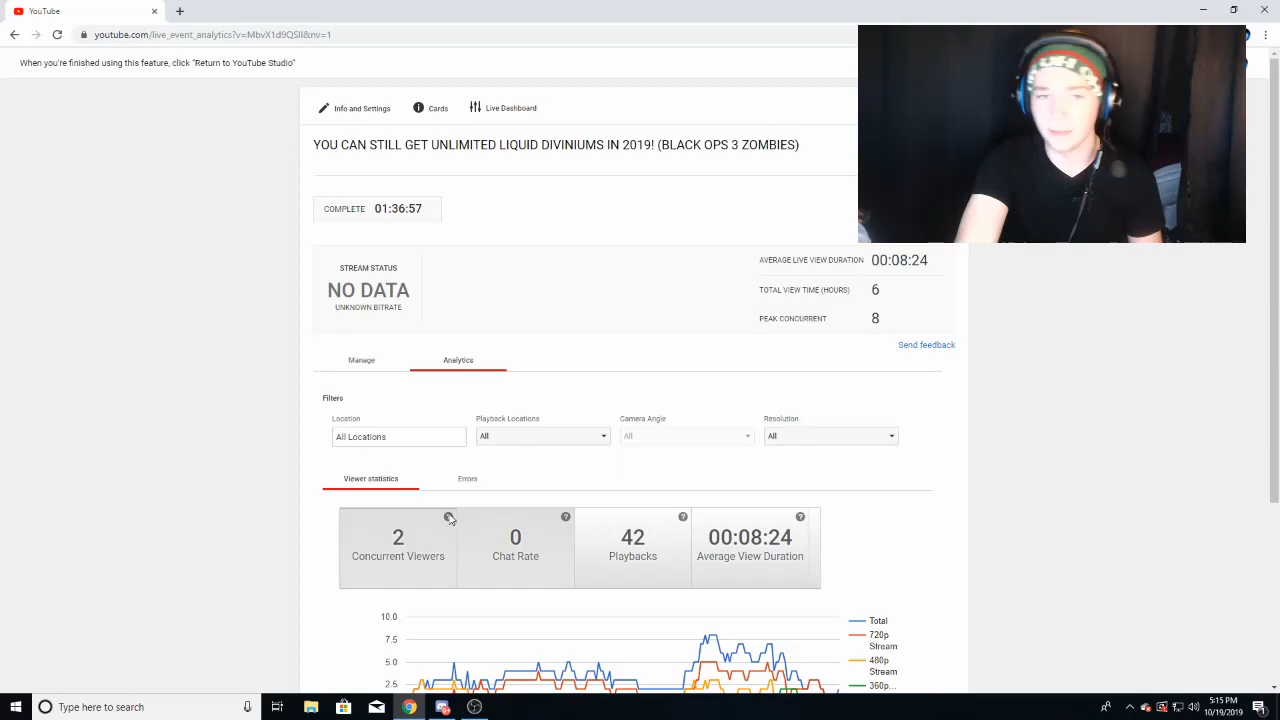 YouTube
youtube.com/live_event_analytics?v=MbvX1d9QSlI&nv=1
When you're finished using this feature, click "Return to YouTube Studio"
Info and Settings
Cards
Live Dashboard
YOU CAN STILL GET UNLIMITED LIQUID DIVINIUMS IN 2019! (BLACK OPS 3 ZOMBIES)
COMPLETE 01:36:57
STREAM STATUS
NO DATA
UNKNOWN BITRATE
AVERAGE LIVE VIEW DURATION 00:08:24
TOTAL VIEW TIME (HOURS) 6
PEAK CONCURRENT 8
Send feedback
Manage
Analytics
Filters
Location
Playback Locations
Camera Angle
Resolution
All Locations
All
All
All
Viewer statistics
Errors
2
Concurrent Viewers
0
Chat Rate
42
Playbacks
00:08:24
Average View Duration
10.0
7.5
5.0
2.5
Total
720p
Stream
480p
Stream
360p...
Type here to search
5:15 PM
10/19/2019